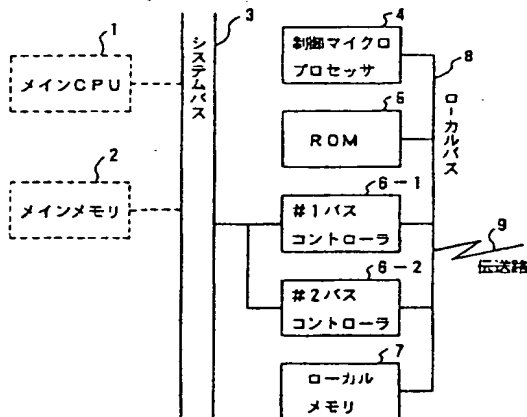 1
メインCPU
2
メインメモリ
システムバス
3
4
制御マイクロ
プロセッサ
5
ROM
6-1
#1バス
コントローラ
6-2
#2バス
コントローラ
7
ローカル
メモリ
8
ローカルバス
9
伝送路